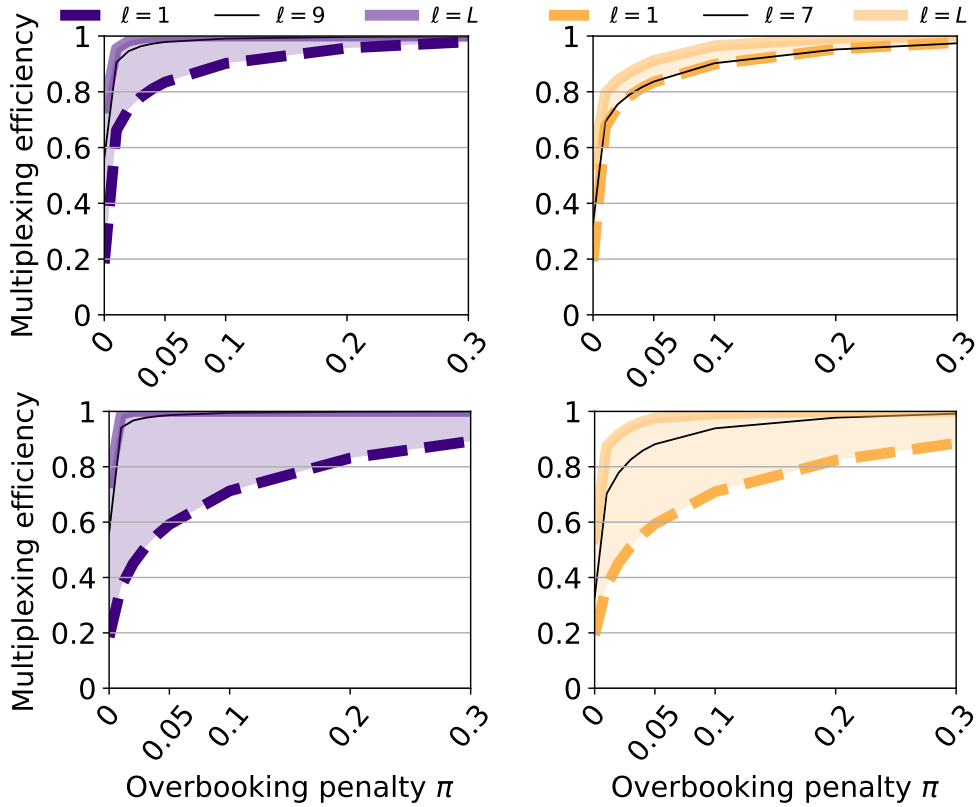 ℓ = 1 ℓ = 9 ℓ = L
ℓ = 1 ℓ = 7 ℓ = L
Multiplexing efficiency
1
0.8
0.6
0.4
0.2
0
0 0.05 0.1 0.2 0.3
1
0.8
0.6
0.4
0.2
0
0 0.05 0.1 0.2 0.3
Multiplexing efficiency
1
0.8
0.6
0.4
0.2
0
0 0.05 0.1 0.2 0.3
Overbooking penalty π
1
0.8
0.6
0.4
0.2
0
0 0.05 0.1 0.2 0.3
Overbooking penalty π